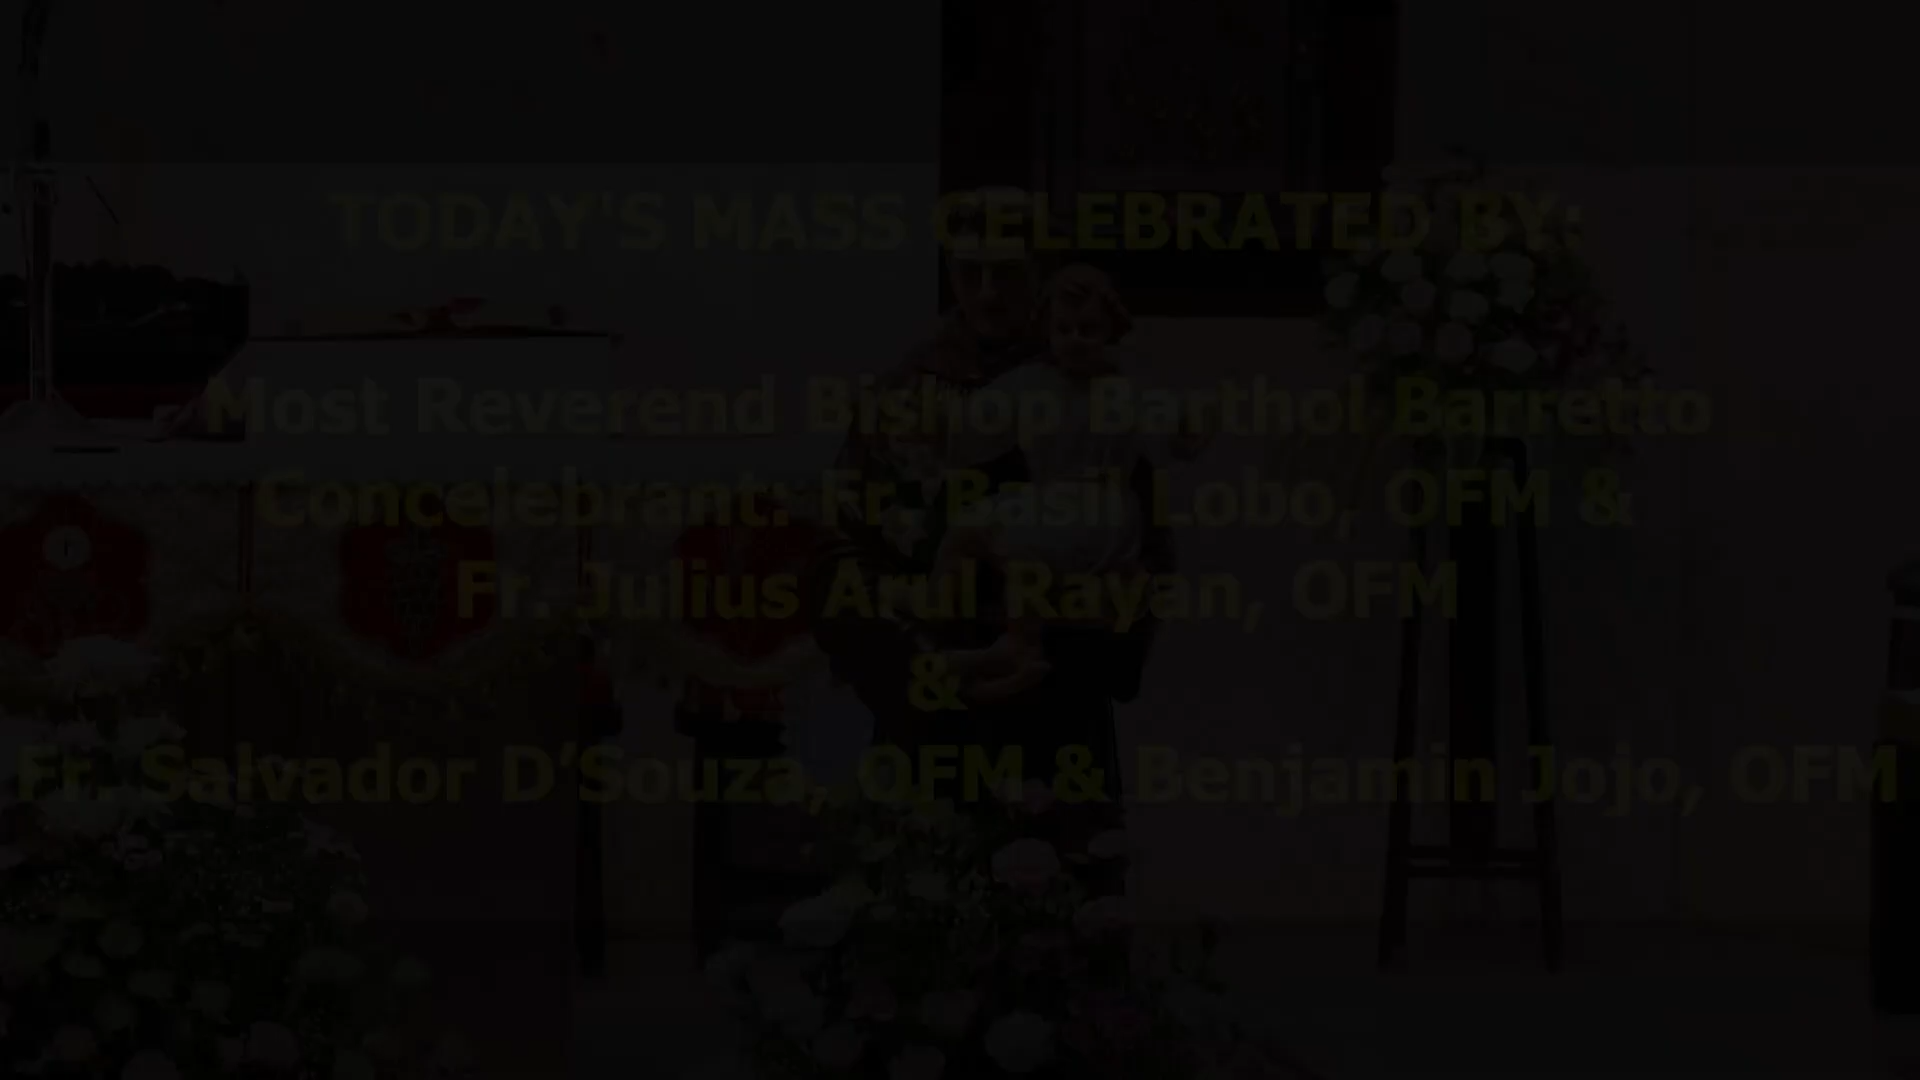 TODAY'S MASS CELEBRATED BY:
Most Reverend Bishop Barthol Barretto
Concelebrant: Fr. Basil Lobo, OFM &
Fr. Julius Arul Rayan, OFM
&
Fr. Salvador D’Souza, OFM & Benjamin Jojo, OFM